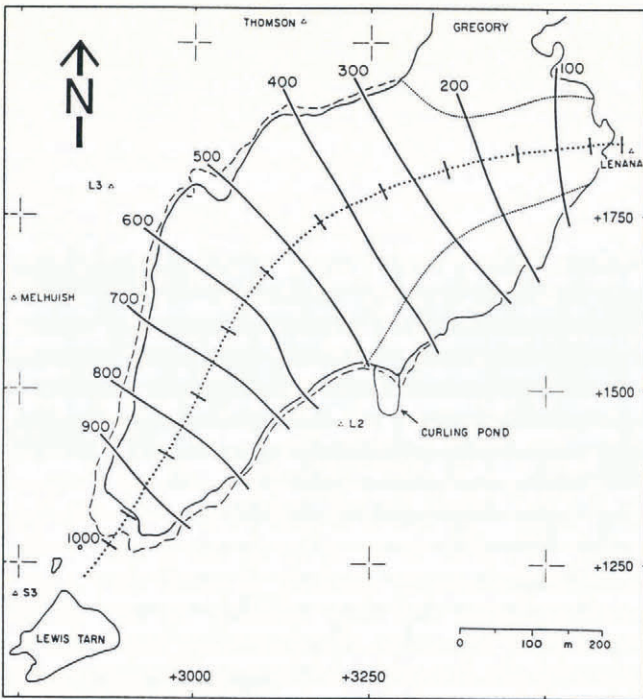 THOMSON
GREGORY
N
400
300
200
100
500
LENANA
L3
600
+1750
MELHUISH
700
800
+1500
L2
900
CURLING POND
1000
+1250
S3
LEWIS TARN
0 100 m 200
+3000 +3250